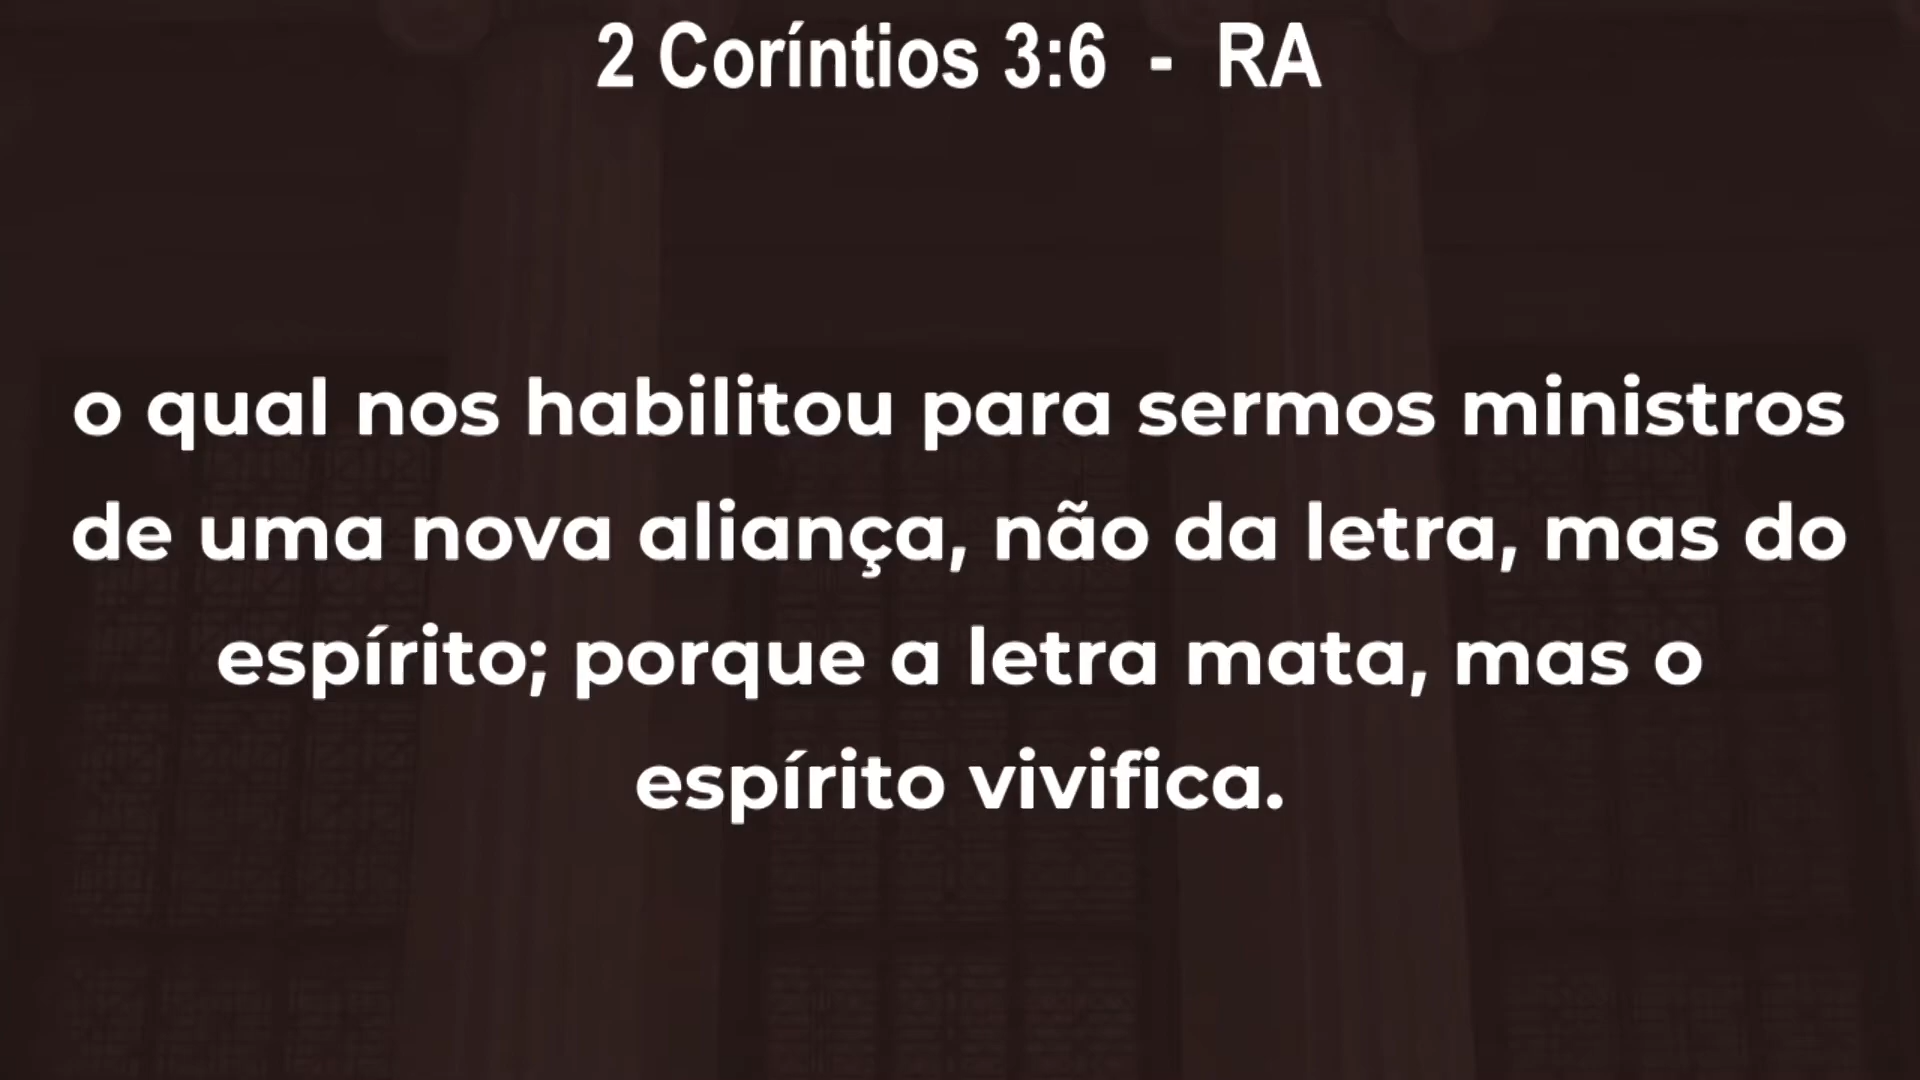 2 Coríntios 3:6 - RA
o qual nos habilitou para sermos ministros
de uma nova aliança, não da letra, mas do
espírito; porque a letra mata, mas o
espírito vivifica.